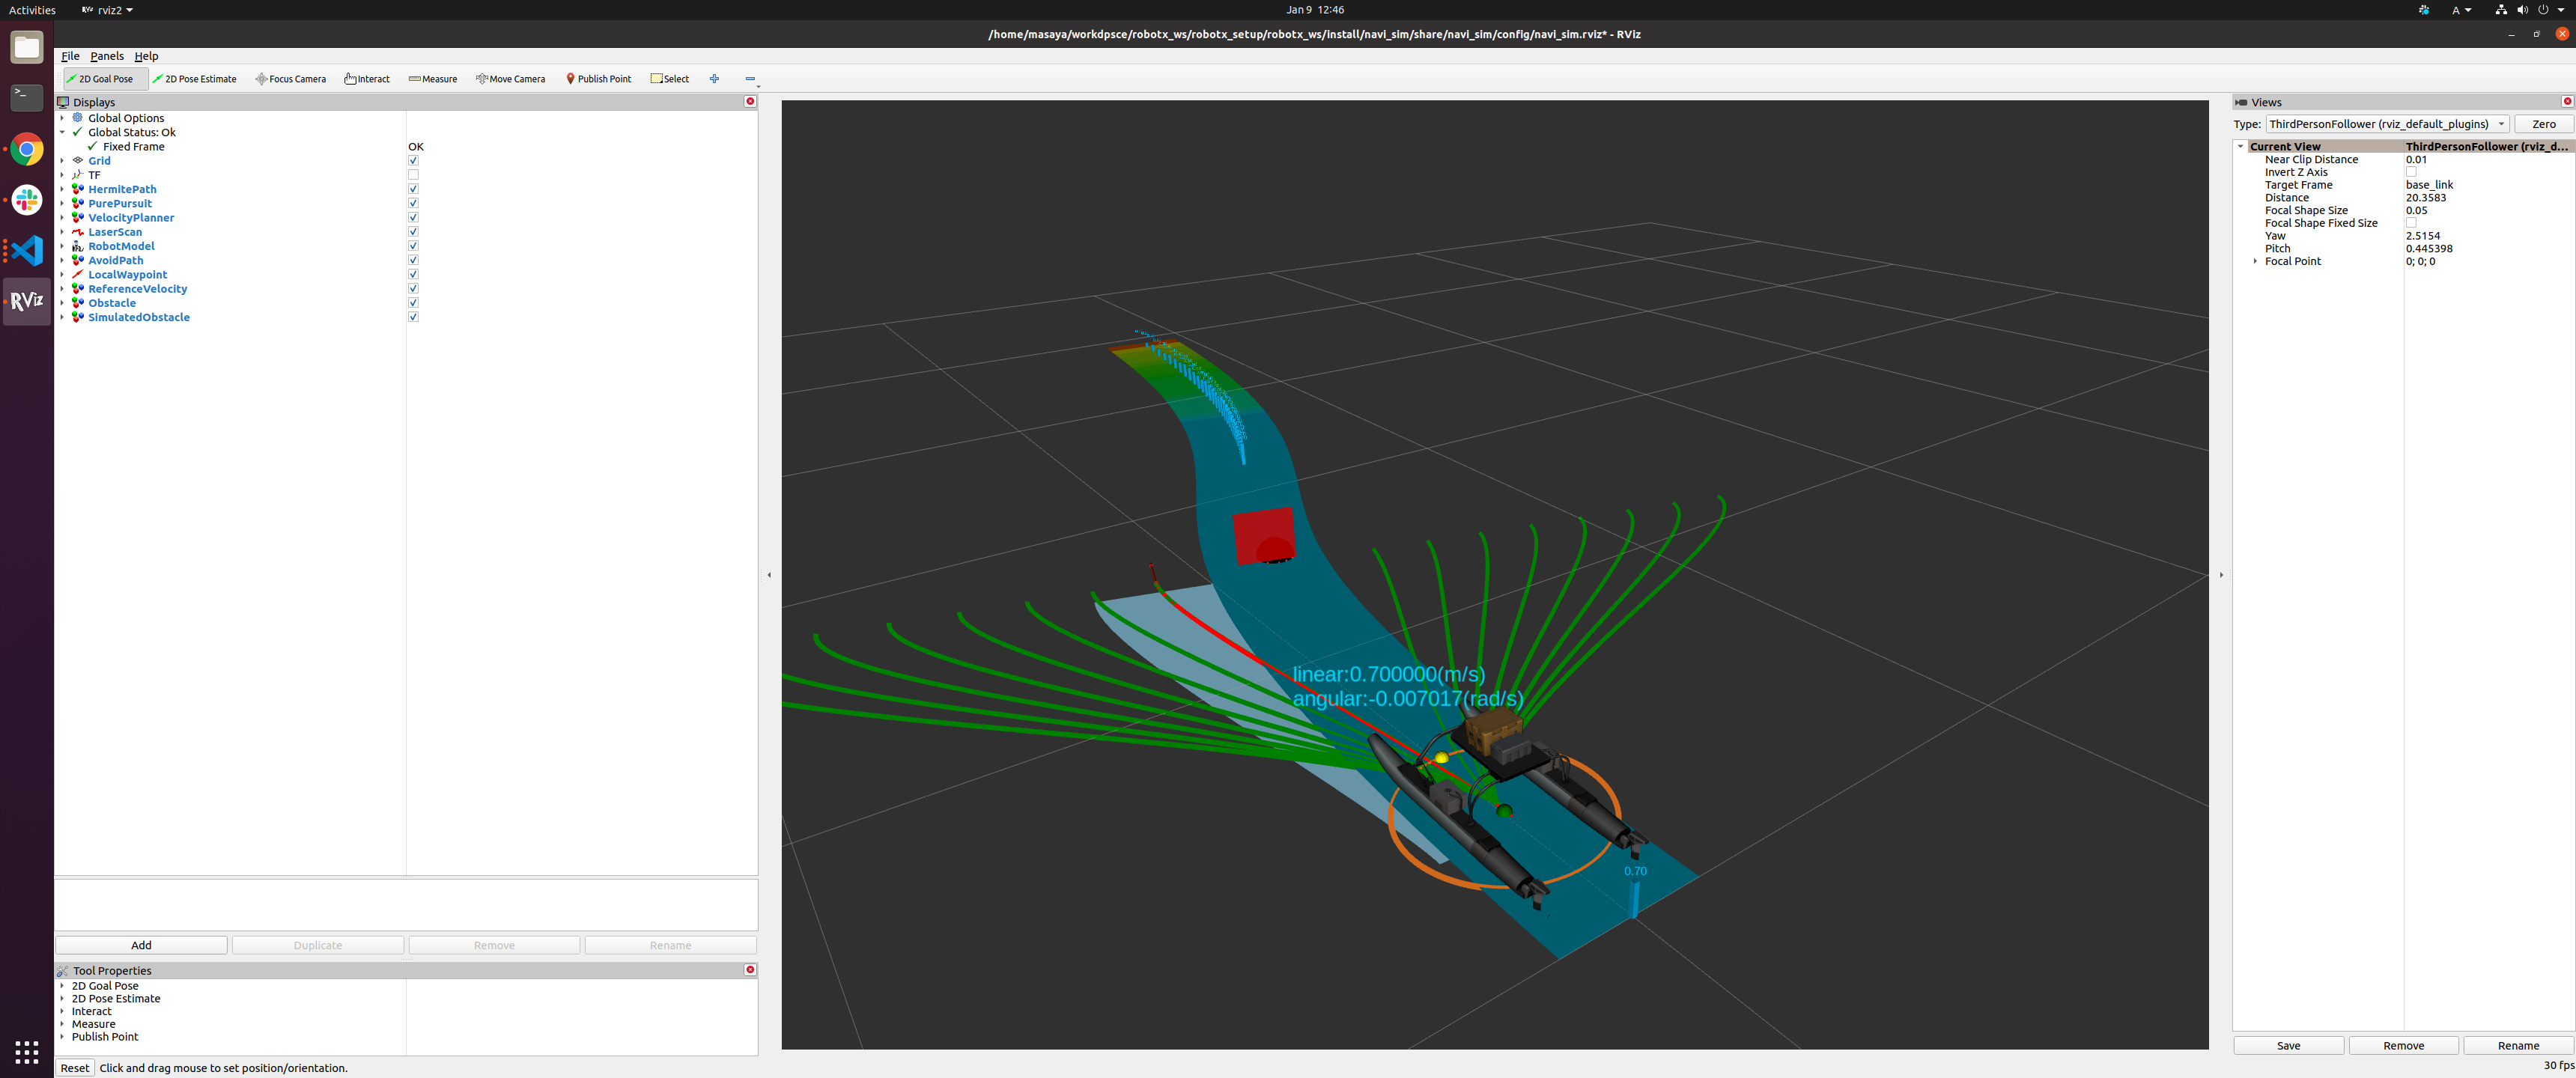 Activities
rviz2
Jan 9 12:46
A
/home/masaya/workdpsce/robotx_ws/robotx_setup/robotx_ws/install/navi_sim/share/navi_sim/config/navi_sim.rviz* - RViz
File Panels Help
2D Goal Pose 2D Pose Estimate Focus Camera Interact Measure Move Camera Publish Point Select
Displays
Global Options
Global Status: Ok
Fixed Frame OK
Grid
TF
HermitePath
PurePursuit
VelocityPlanner
LaserScan
RobotModel
AvoidPath
LocalWaypoint
ReferenceVelocity
Obstacle
SimulatedObstacle
RViz
Add Duplicate Remove Rename
Tool Properties
2D Goal Pose
2D Pose Estimate
Interact
Measure
Publish Point
Reset Click and drag mouse to set position/orientation.
linear:0.700000(m/s)
angular:-0.007017(rad/s)
0.70
Views
Type: ThirdPersonFollower (rviz_default_plugins) Zero
Current View ThirdPersonFollower (rviz_d...
Near Clip Distance 0.01
Invert Z Axis
Target Frame base_link
Distance 20.3583
Focal Shape Size 0.05
Focal Shape Fixed Size
Yaw 2.5154
Pitch 0.445398
Focal Point 0; 0; 0
Save Remove Rename
30 fps